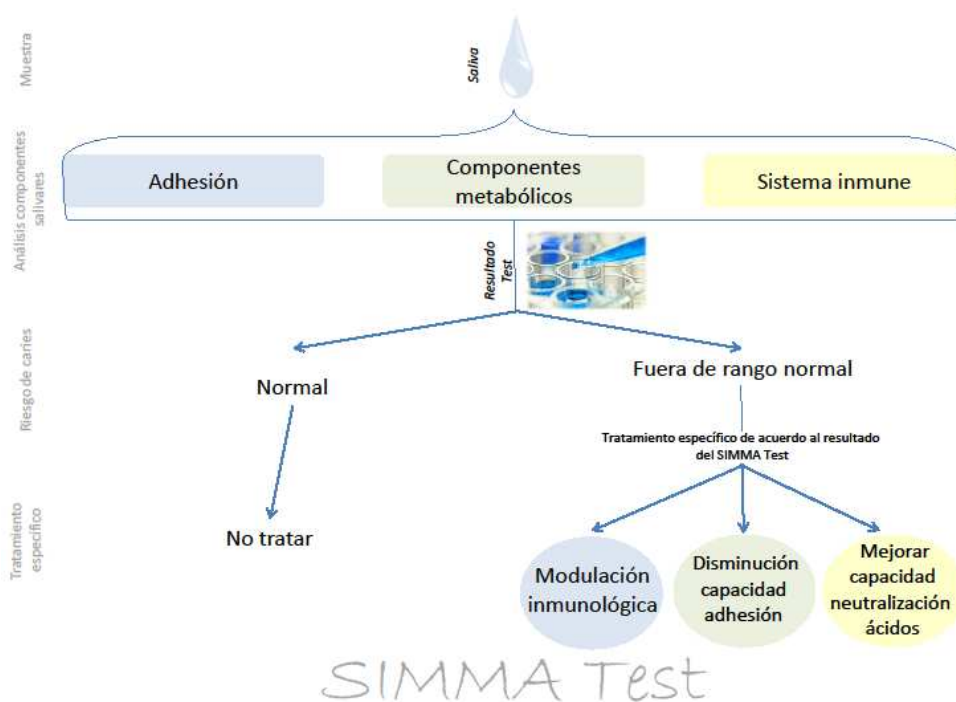 Muestra
Saliva
Análisis componentes
salivares
Adhesión
Componentes
metabólicos
Sistema inmune
Resultado
Test
Riesgo de caries
Normal
Fuera de rango normal
Tratamiento específico de acuerdo al resultado
del SIMMA Test
Tratamiento
específico
No tratar
Modulación
inmunológica
Disminución
capacidad
adhesión
Mejorar
capacidad
neutralización
ácidos
SIMMA Test